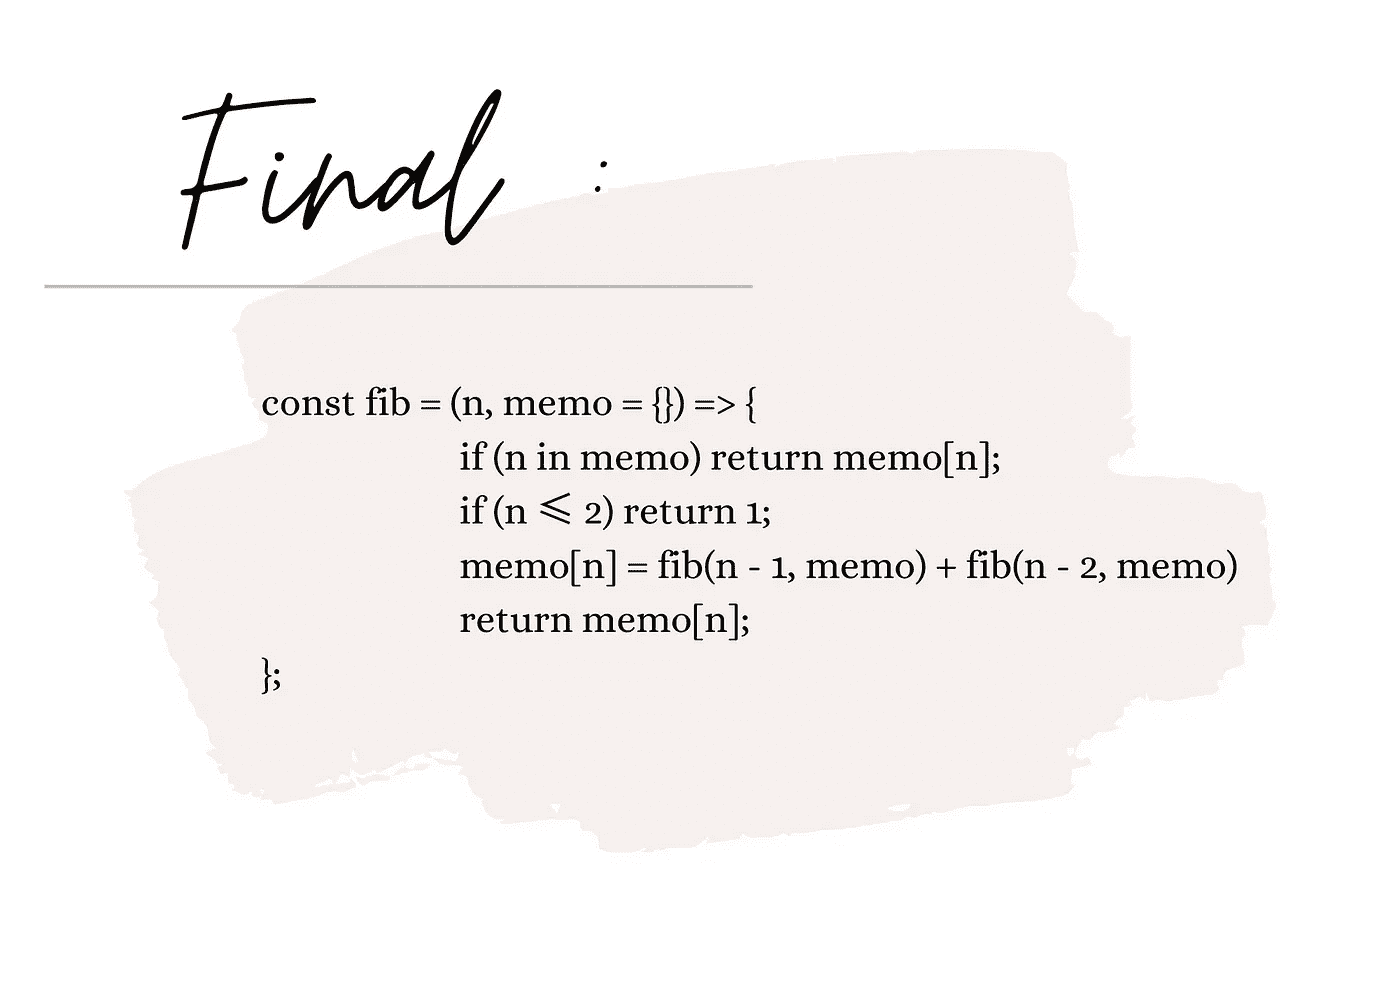 Final :
const fib = (n, memo = {}) => {
if (n in memo) return memo[n];
if (n ⩽ 2) return 1;
memo[n] = fib(n - 1, memo) + fib(n - 2, memo)
return memo[n];
};